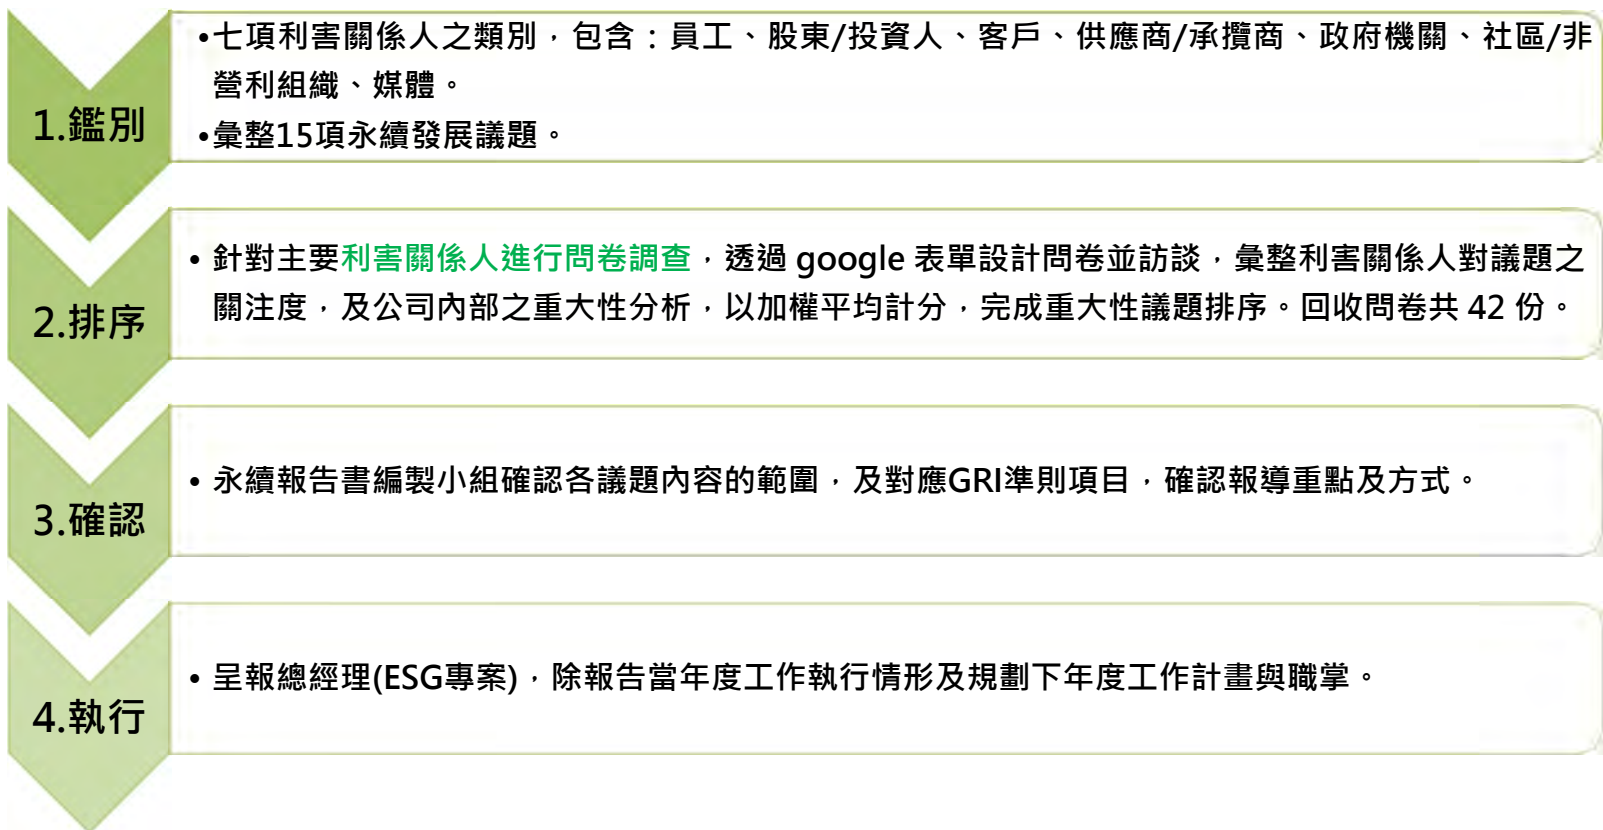 1.鑑別
•七項利害關係人之類別，包含：員工、股東/投資人、客戶、供應商/承攬商、政府機關、社區/非
營利組織、媒體。
•彙整15項永續發展議題。
2.排序
• 針對主要利害關係人進行問卷調查，透過 google 表單設計問卷並訪談，彙整利害關係人對議題之
關注度，及公司內部之重大性分析，以加權平均計分，完成重大性議題排序。回收問卷共 42 份。
3.確認
• 永續報告書編製小組確認各議題內容的範圍，及對應GRI準則項目，確認報導重點及方式。
4.執行
• 呈報總經理(ESG專案)，除報告當年度工作執行情形及規劃下年度工作計畫與職掌。